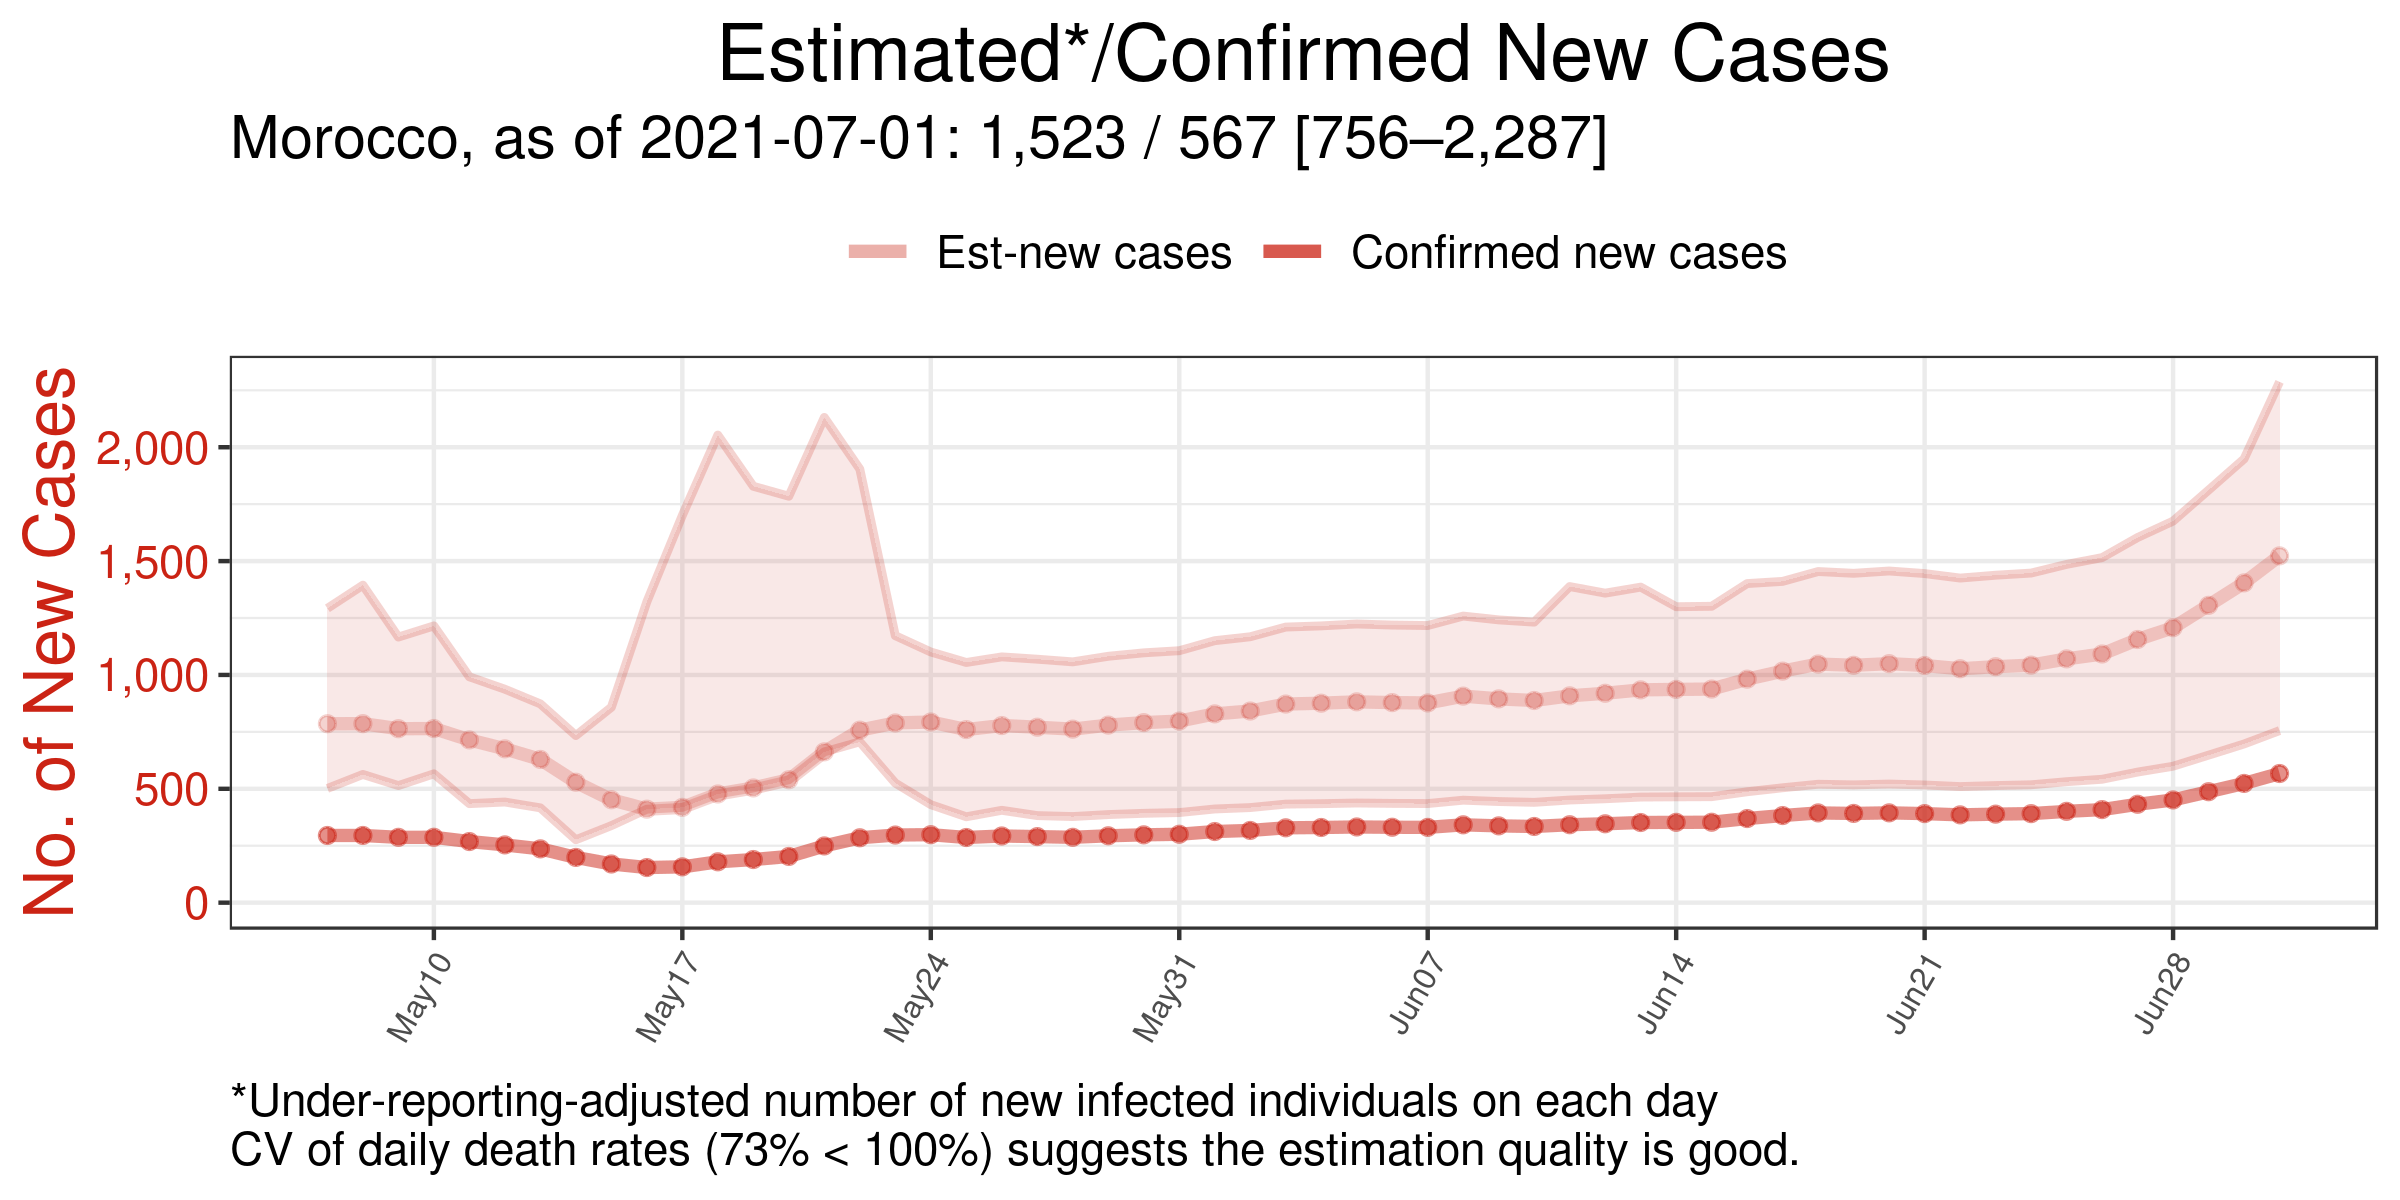 Estimated*/Confirmed New Cases
Morocco, as of 2021-07-01: 1,523 / 567 [756–2,287]
Est-new cases Confirmed new cases
No. of New Cases
2,000
1,500
1,000
500
0
May10 May17 May24 May31 Jun07 Jun14 Jun21 Jun28
*Under-reporting-adjusted number of new infected individuals on each day
CV of daily death rates (73% < 100%) suggests the estimation quality is good.